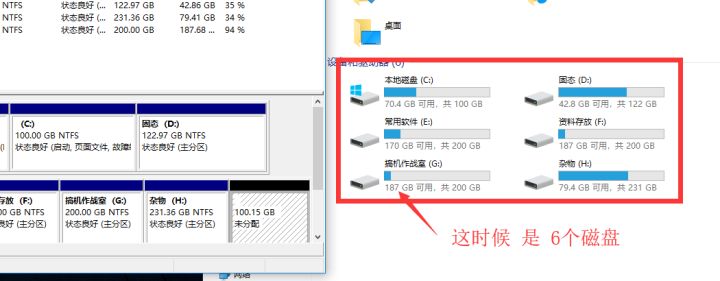 NTFS 状态良好 (... 122.97 GB 42.86 GB 35 %
NTFS 状态良好 (... 231.36 GB 79.41 GB 34 %
NTFS 状态良好 (... 200.00 GB 187.68 ... 94 %
桌面
设备和驱动器 (6)
本地磁盘 (C:)
70.4 GB 可用，共 100 GB
固态 (D:)
42.8 GB 可用，共 122 GB
常用软件 (E:)
170 GB 可用，共 200 GB
资料存放 (F:)
187 GB 可用，共 200 GB
搞机作战室 (G:)
187 GB 可用，共 200 GB
杂物 (H:)
79.4 GB 可用，共 231 GB
(C:)
100.00 GB NTFS
状态良好 (启动, 页面文件, 故障
固态 (D:)
122.97 GB NTFS
状态良好 (主分区)
存放 (F:)
00 GB NTFS
良好 (主分区)
搞机作战室 (G:)
200.00 GB NTFS
状态良好 (主分区)
杂物 (H:)
231.36 GB NTFS
状态良好 (主分区)
100.15 GB
未分配
这时候 是 6个磁盘
网络